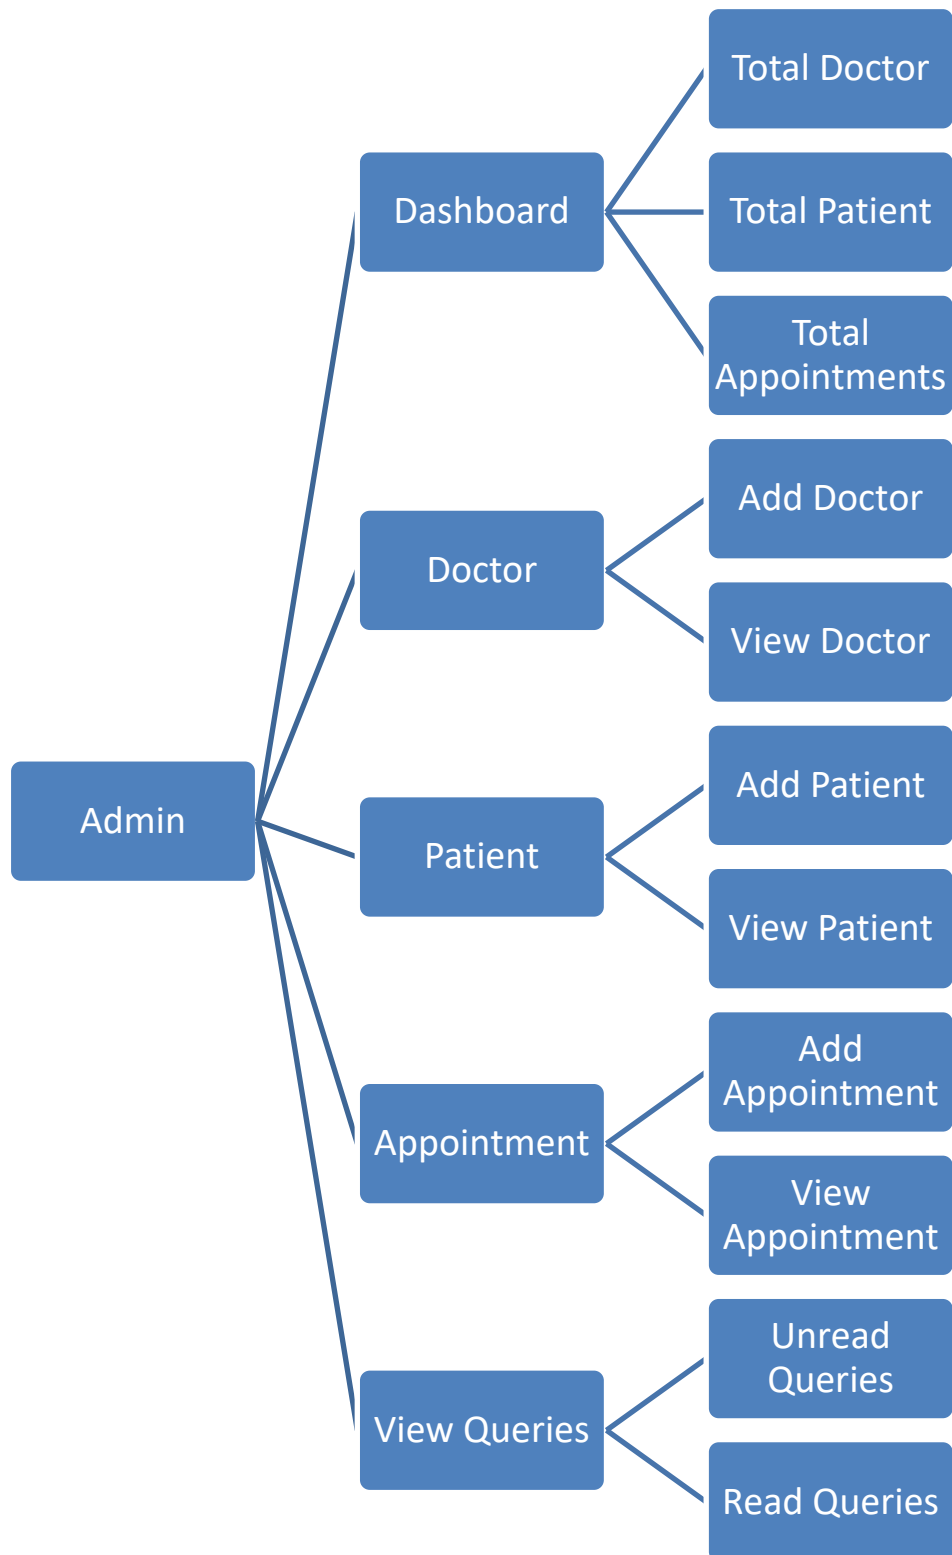 Admin
Dashboard
Total Doctor
Total Patient
Total
Appointments
Doctor
Add Doctor
View Doctor
Patient
Add Patient
View Patient
Appointment
Add
Appointment
View
Appointment
View Queries
Unread
Queries
Read Queries